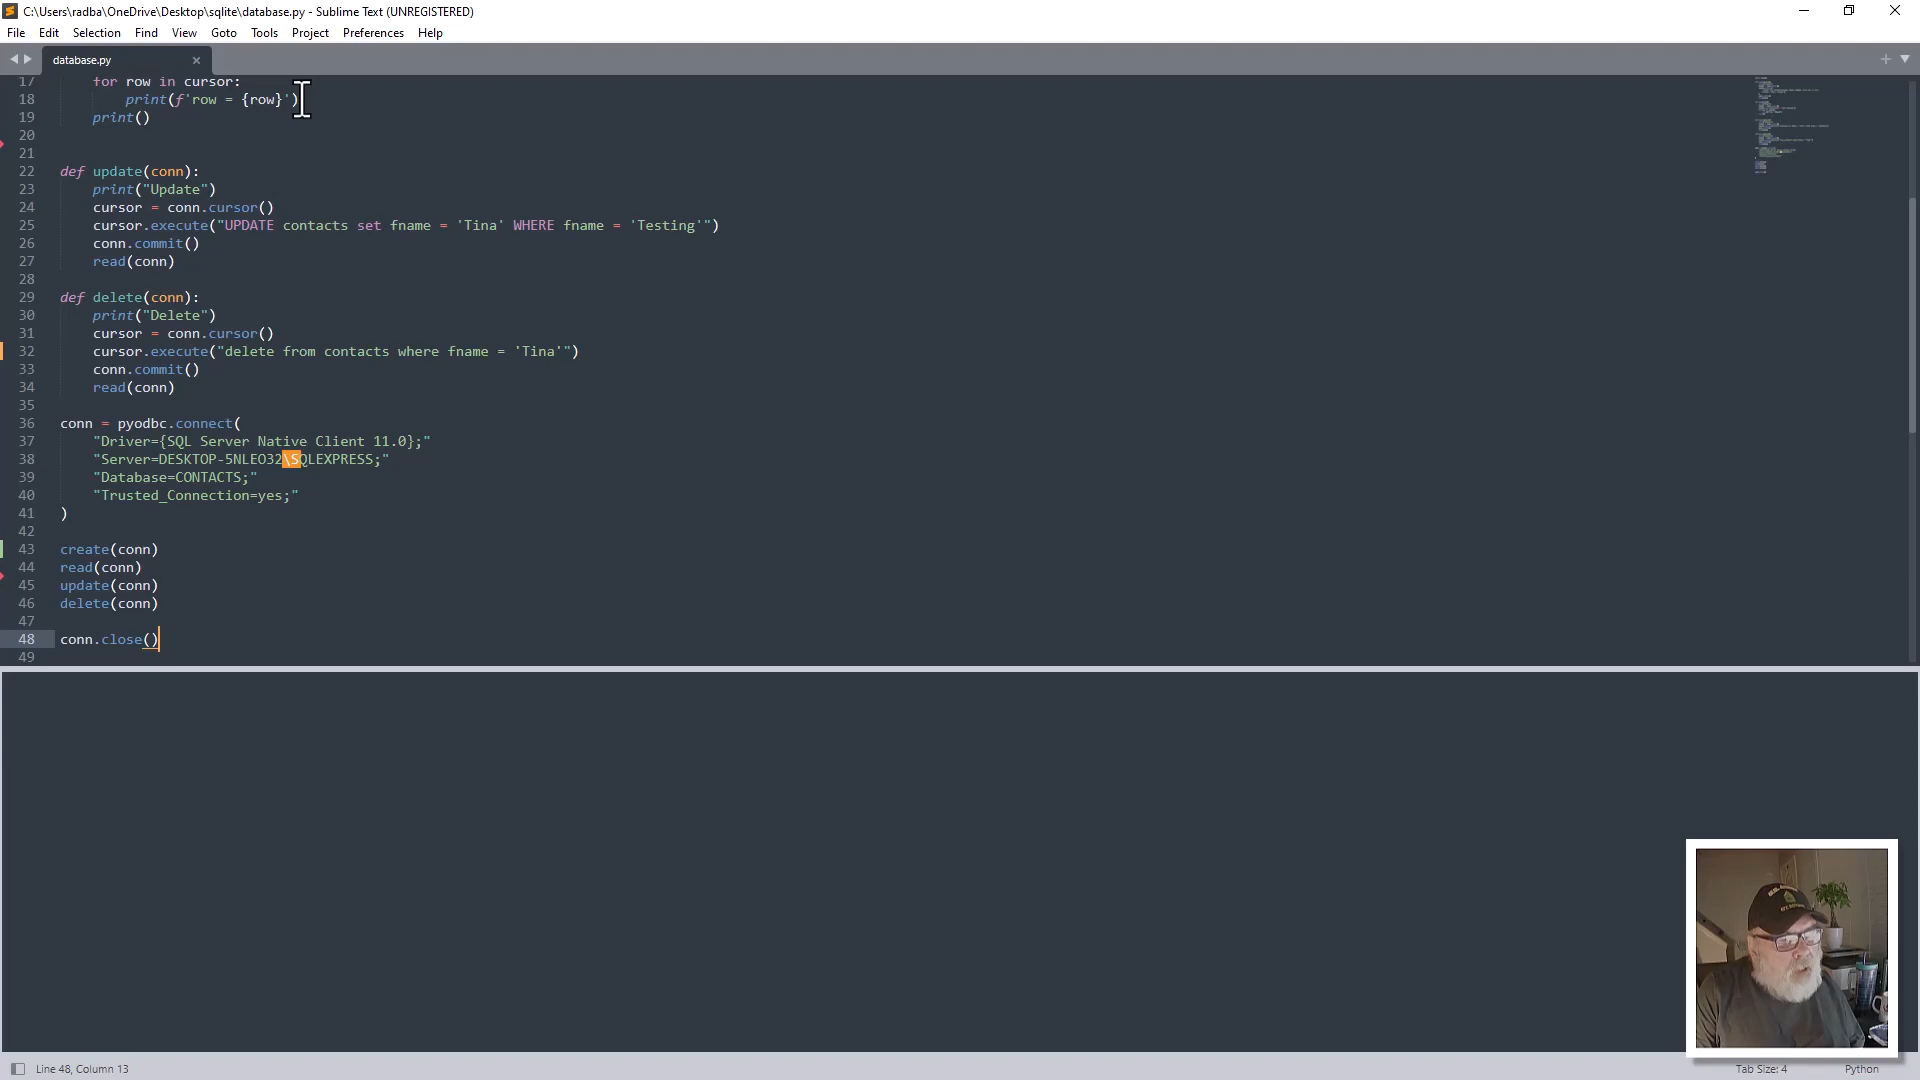 C:\Users\radba\OneDrive\Desktop\sqlite\database.py - Sublime Text (UNREGISTERED)
File Edit Selection Find View Goto Tools Project Preferences Help
database.py
17 for row in cursor:
18 print(f'row = {row}')
19 print()
20
21
22 def update(conn):
23 print("Update")
24 cursor = conn.cursor()
25 cursor.execute("UPDATE contacts set fname = 'Tina' WHERE fname = 'Testing'")
26 conn.commit()
27 read(conn)
28
29 def delete(conn):
30 print("Delete")
31 cursor = conn.cursor()
32 cursor.execute("delete from contacts where fname = 'Tina'")
33 conn.commit()
34 read(conn)
35
36 conn = pyodbc.connect(
37 "Driver={SQL Server Native Client 11.0};"
38 "Server=DESKTOP-5NLEO32\SQLEXPRESS;"
39 "Database=CONTACTS;"
40 "Trusted_Connection=yes;"
41 )
42
43 create(conn)
44 read(conn)
45 update(conn)
46 delete(conn)
47
48 conn.close()
49
Line 48, Column 13
Tab Size: 4
Python